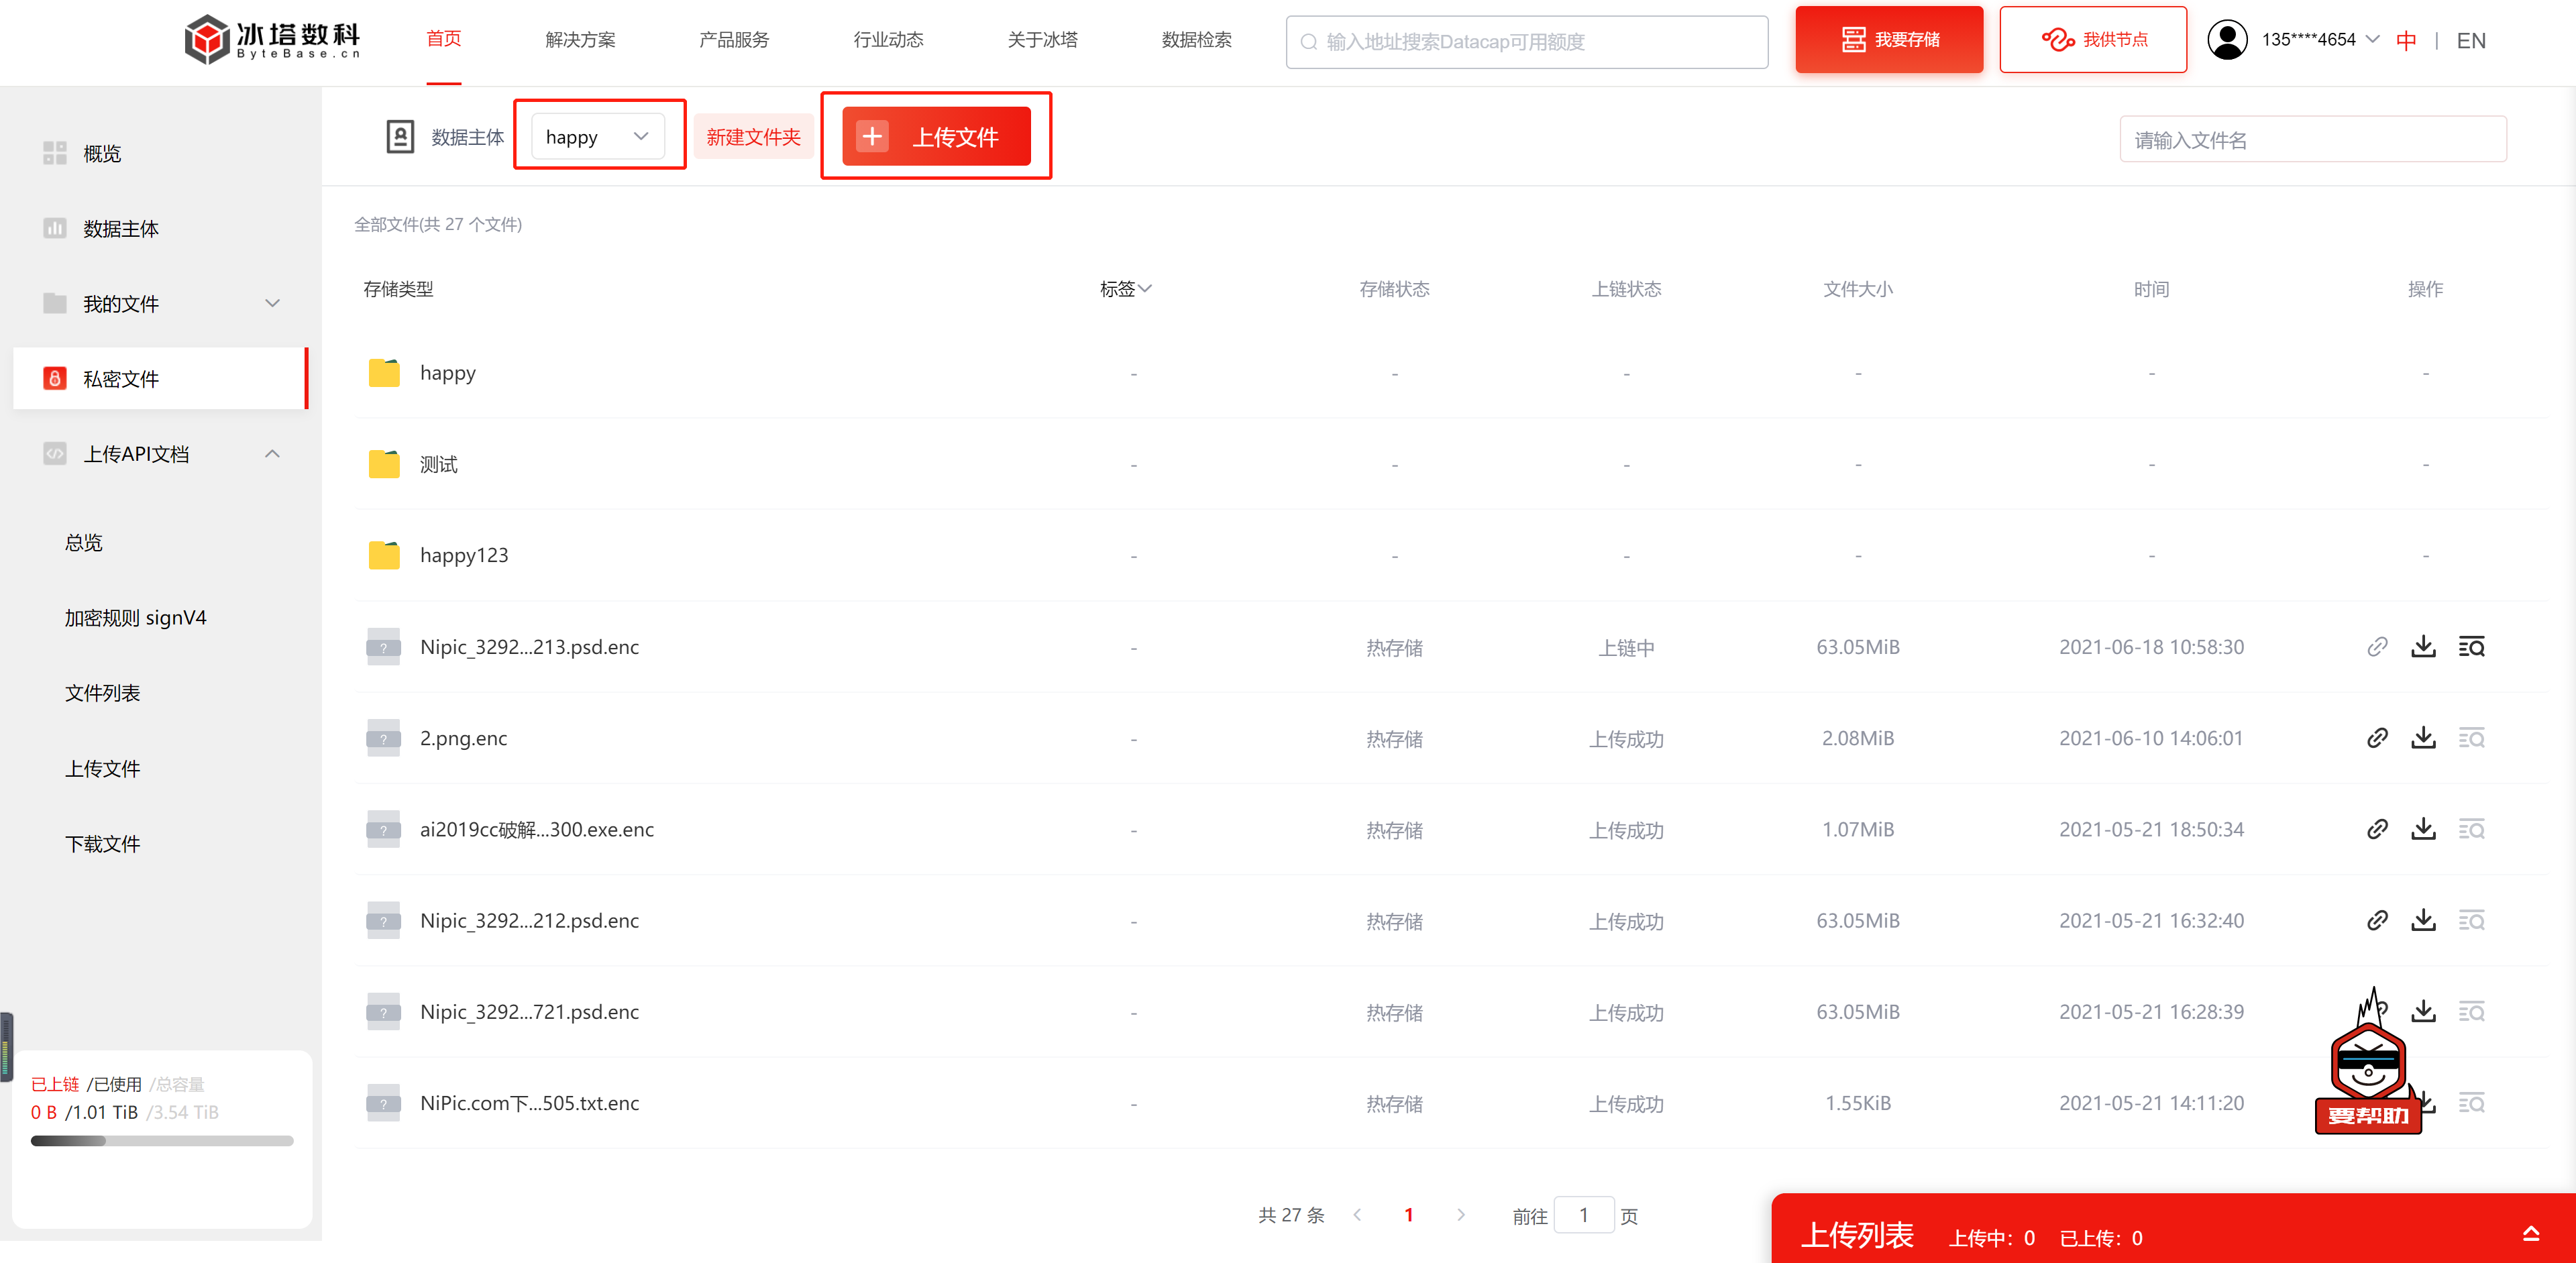 冰塔数科
ByteBase.cn
首页 解决方案 产品服务 行业动态 关于冰塔 数据检索
输入地址搜索Datacap可用额度
我要存储
我供节点
135****4654
中 | EN
概览
数据主体
我的文件
私密文件
上传API文档
总览
加密规则 signV4
文件列表
上传文件
下载文件
已上链 /已使用 /总容量
0 B /1.01 TiB /3.54 TiB
数据主体 happy 新建文件夹 + 上传文件
请输入文件名
全部文件(共 27 个文件)
存储类型 标签 存储状态 上链状态 文件大小 时间 操作
happy - - - - - -
测试 - - - - - -
happy123 - - - - - -
? Nipic_3292...213.psd.enc - 热存储 上链中 63.05MiB 2021-06-18 10:58:30
? 2.png.enc - 热存储 上传成功 2.08MiB 2021-06-10 14:06:01
? ai2019cc破解...300.exe.enc - 热存储 上传成功 1.07MiB 2021-05-21 18:50:34
? Nipic_3292...212.psd.enc - 热存储 上传成功 63.05MiB 2021-05-21 16:32:40
? Nipic_3292...721.psd.enc - 热存储 上传成功 63.05MiB 2021-05-21 16:28:39
? NiPic.com下...505.txt.enc - 热存储 上传成功 1.55KiB 2021-05-21 14:11:20
要帮助
共 27 条 < 1 > 前往 1 页
上传列表 上传中：0 已上传：0